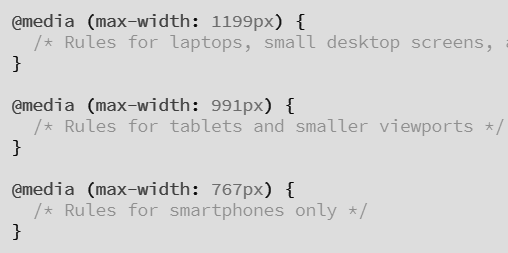 @media (max-width: 1199px) {
/* Rules for laptops, small desktop screens,
}
@media (max-width: 991px) {
/* Rules for tablets and smaller viewports */
}
@media (max-width: 767px) {
/* Rules for smartphones only */
}